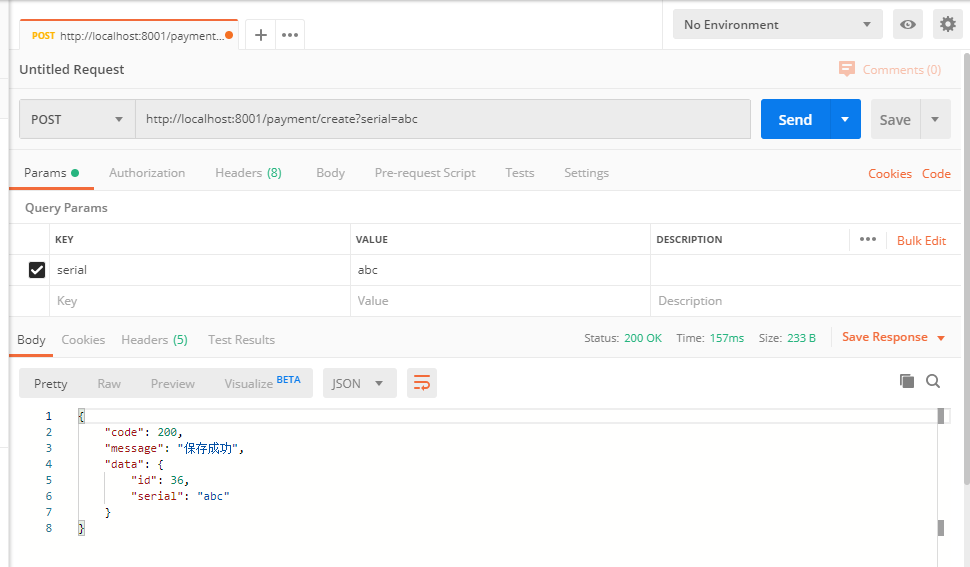 POST http://localhost:8001/payment... + ••• No Environment
Untitled Request Comments (0)
POST http://localhost:8001/payment/create?serial=abc Send Save
Params Authorization Headers (8) Body Pre-request Script Tests Settings Cookies Code
Query Params
KEY VALUE DESCRIPTION ••• Bulk Edit
serial abc
Key Value Description
Body Cookies Headers (5) Test Results Status: 200 OK Time: 157ms Size: 233 B Save Response
Pretty Raw Preview Visualize BETA JSON
1 {
2 "code": 200,
3 "message": "保存成功",
4 "data": {
5 "id": 36,
6 "serial": "abc"
7 }
8 }